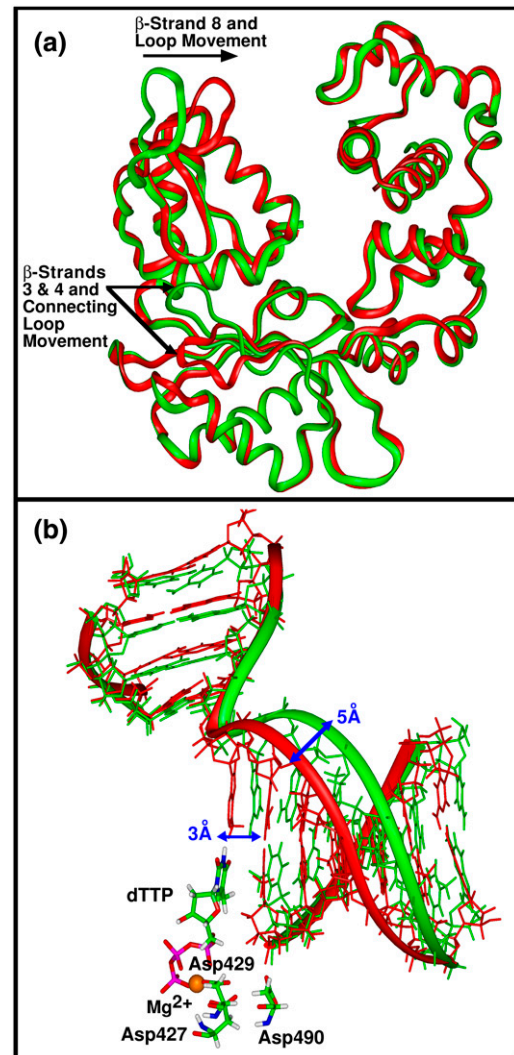 (a)
β-Strand 8 and
Loop Movement
β-Strands
3 & 4 and
Connecting
Loop
Movement
(b)
5Å
3Å
dTTP
Asp429
Mg2+
Asp427
Asp490